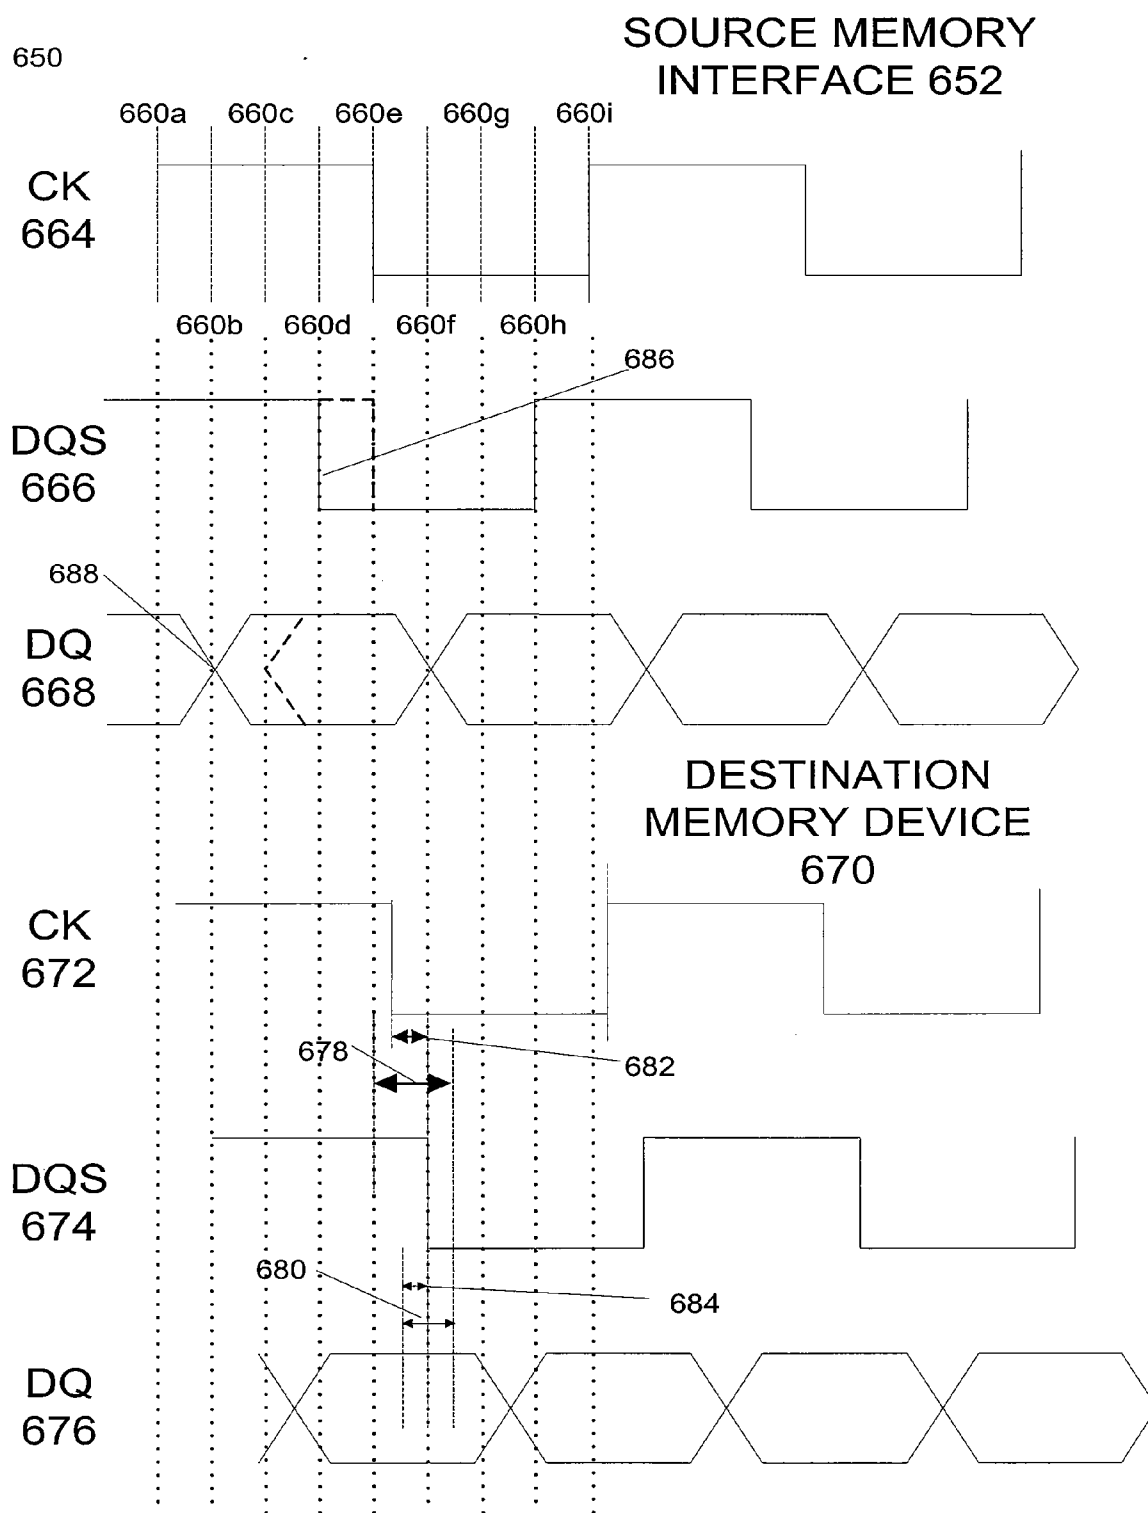 SOURCE MEMORY
INTERFACE 652
650
660a 660c 660e 660g 660i
CK
664
660b 660d 660f 660h
686
DQS
666
688
DQ
668
DESTINATION
MEMORY DEVICE
670
CK
672
678
682
DQS
674
680
684
DQ
676